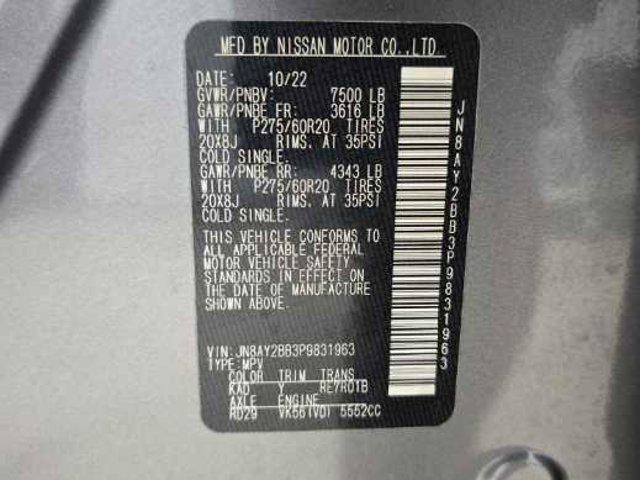 MFD BY NISSAN MOTOR CO.,LTD.
DATE: 10/22
GVWR/PNBV: 7500 LB
GAWR/PNBE FR: 3616 LB
WITH P275/60R20 TIRES
20X8J RIMS. AT 35PSI
COLD SINGLE.
GAWR/PNBE RR: 4343 LB
WITH P275/60R20 TIRES
20X8J RIMS. AT 35PSI
COLD SINGLE.
THIS VEHICLE CONFORMS TO
ALL APPLICABLE FEDERAL
MOTOR VEHICLE SAFETY
STANDARDS IN EFFECT ON
THE DATE OF MANUFACTURE
SHOWN ABOVE.
VIN: JN8AY2BB3P9831963
TYPE: MPV
COLOR TRIM TRANS
KAD Y RE7R01B
AXLE ENGINE
RD29 VK56(VD) 5552CC
JN8AY2BB3P9831963